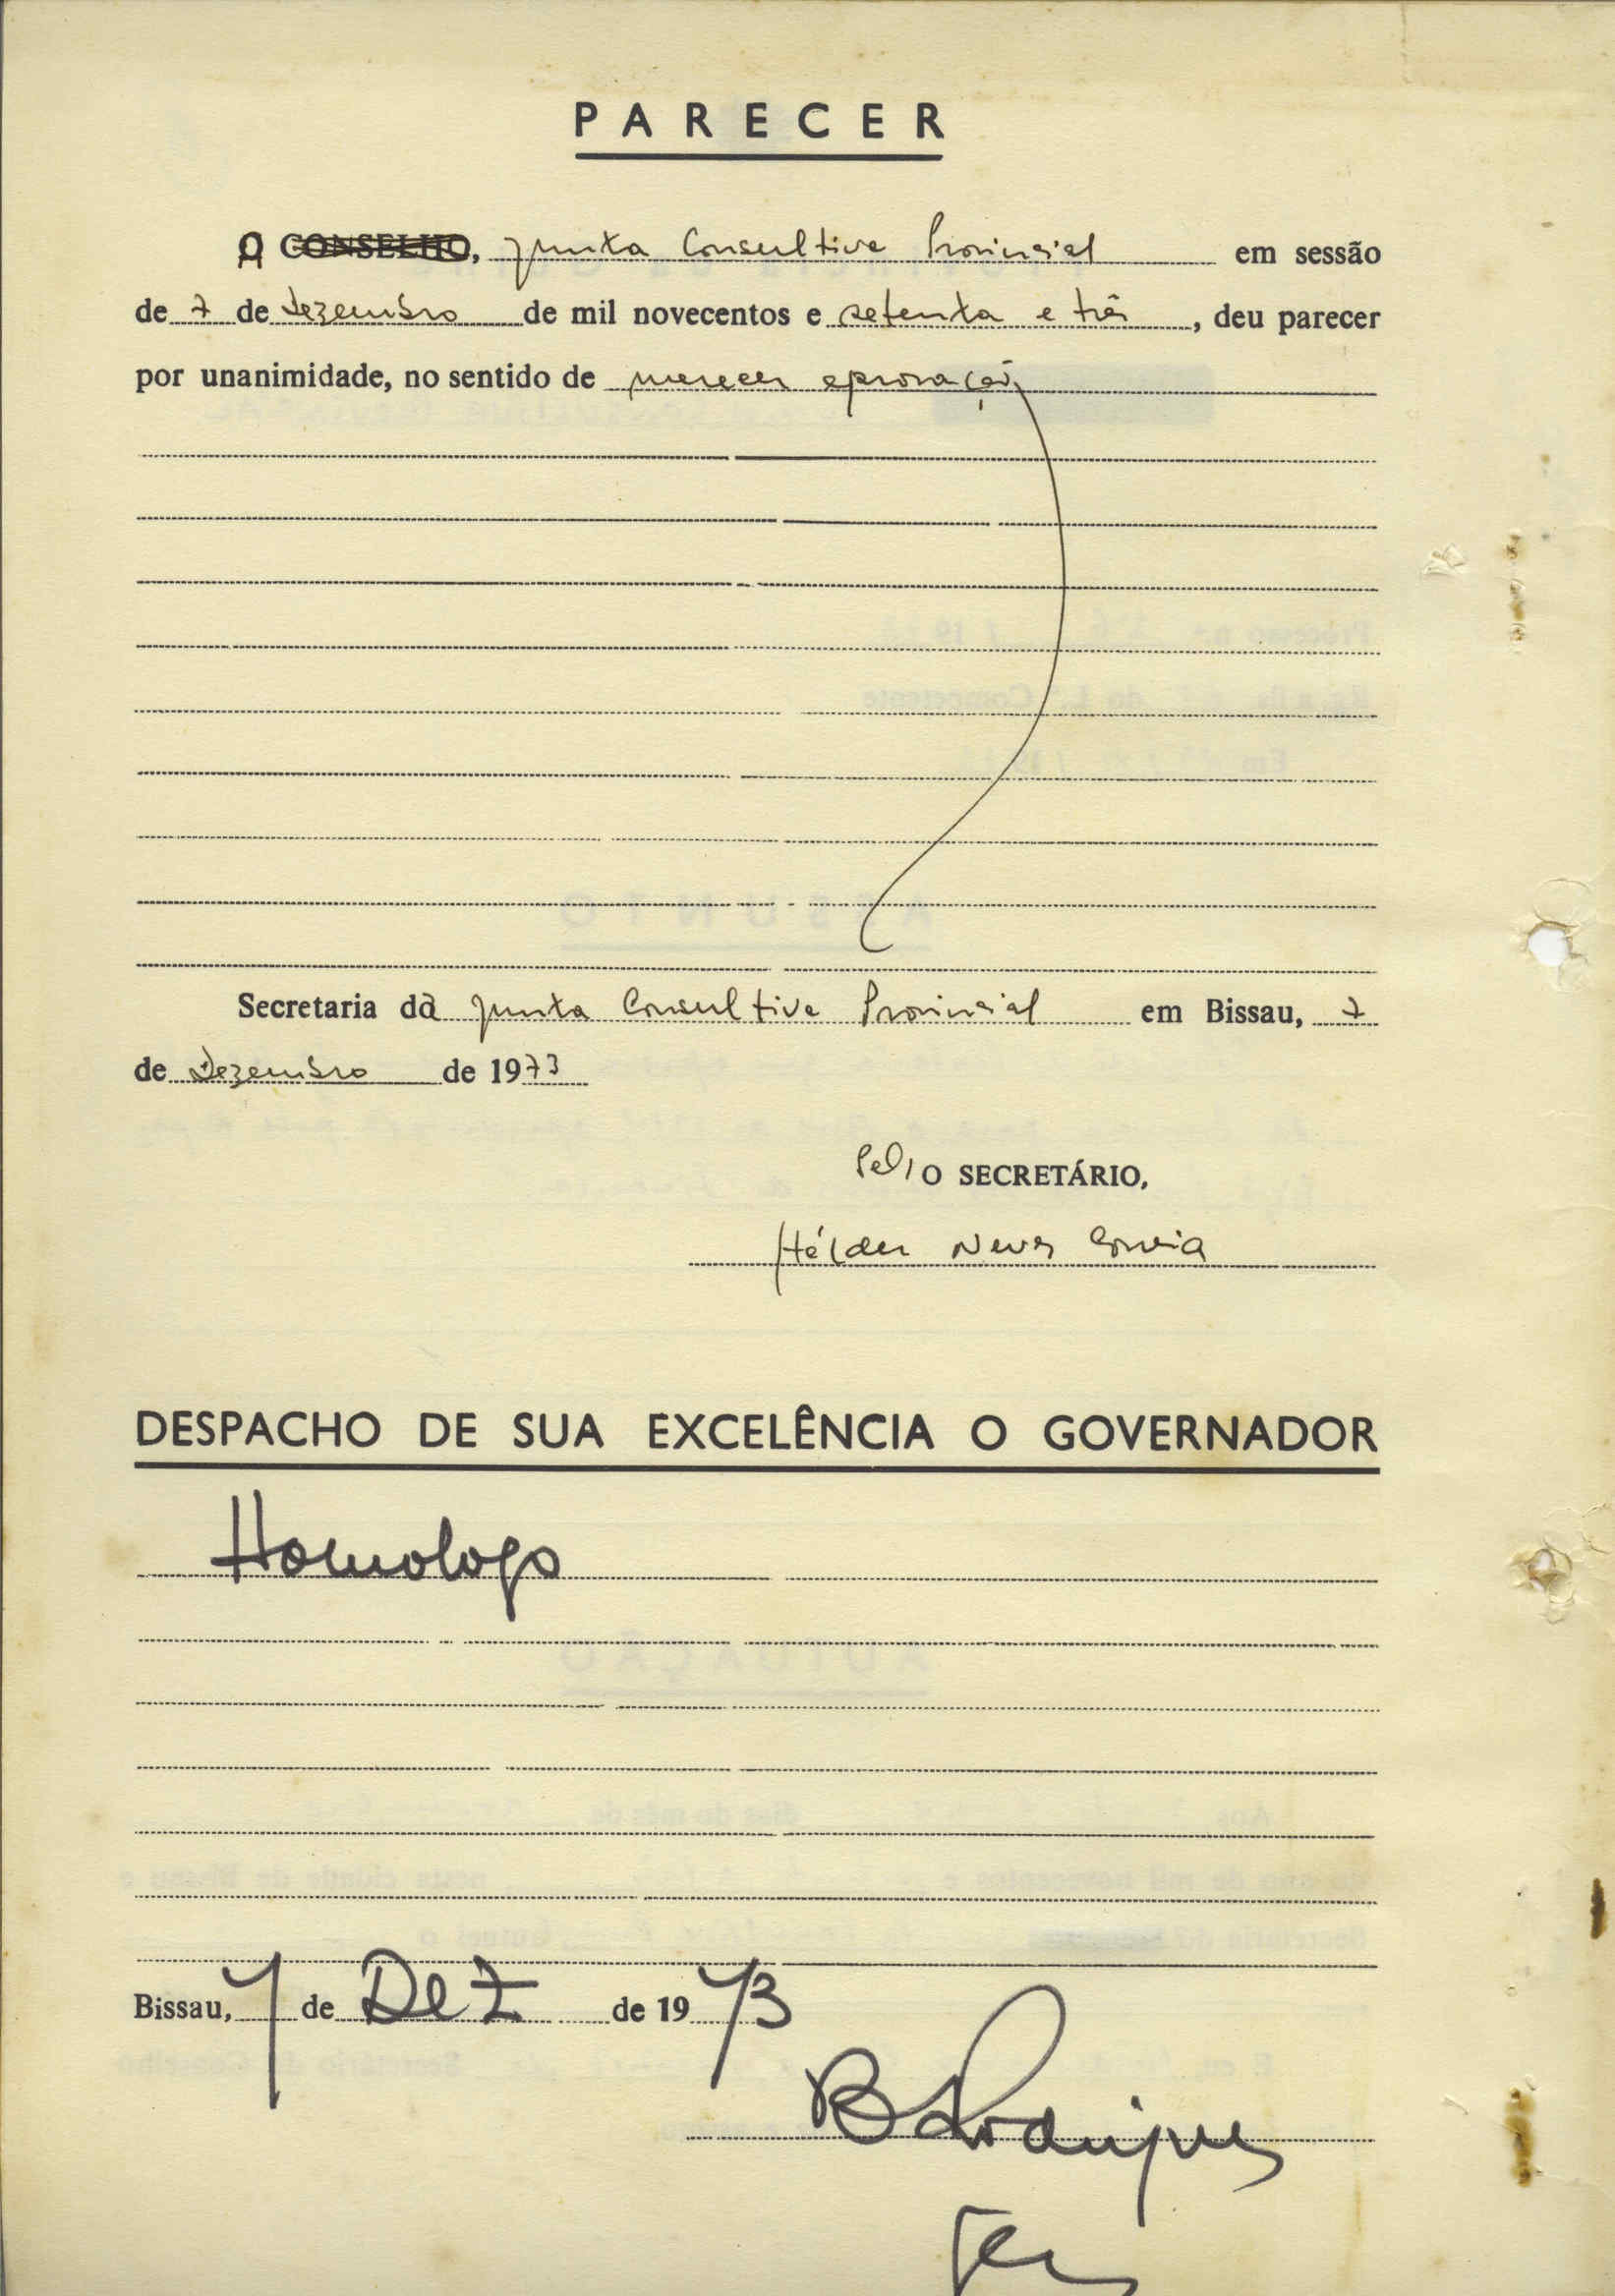 PARECER
A CONSELHO, Junta Consultiva Provincial em sessão
de 7 de Dezembro de mil novecentos e setenta e três, deu parecer
por unanimidade, no sentido de merecer aprovação,
Secretaria da Junta Consultiva Provincial em Bissau, 7
de Dezembro de 1973
Pel' O SECRETÁRIO,
Hélder Neves Correia
DESPACHO DE SUA EXCELÊNCIA O GOVERNADOR
Homologo
Bissau, 7 de Dez de 1973
B Rodrigues